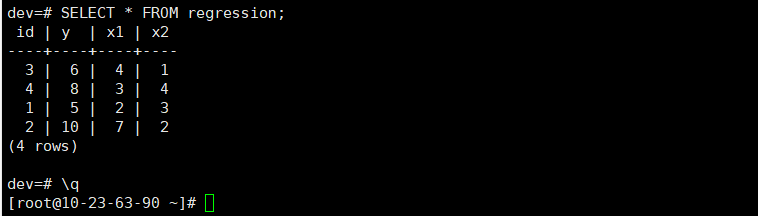 dev=# SELECT * FROM regression;
 id | y  | x1 | x2
----+----+----+----
  3 |  6 |  4 |  1
  4 |  8 |  3 |  4
  1 |  5 |  2 |  3
  2 | 10 |  7 |  2
(4 rows)

dev=# \q
[root@10-23-63-90 ~]#